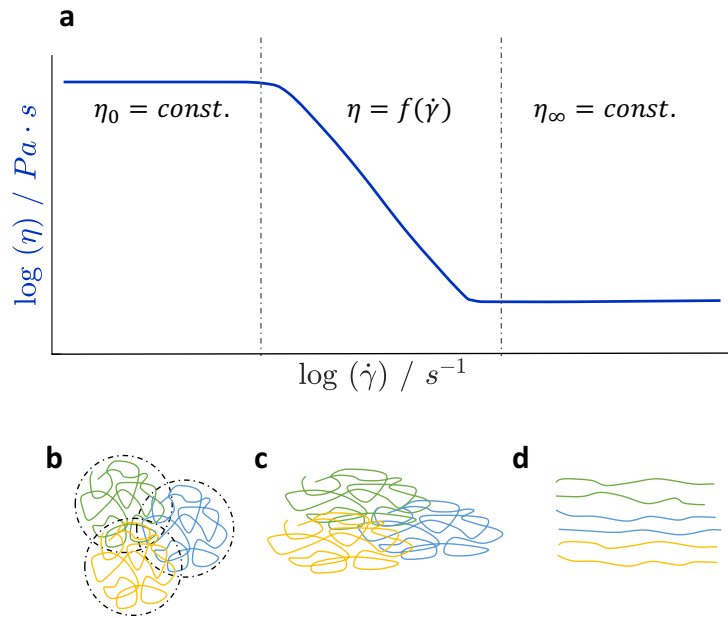 a
η₀ = const. η = f(γ̇) η∞ = const.
log (η) / Pa · s
log (γ̇) / s⁻¹
b c d